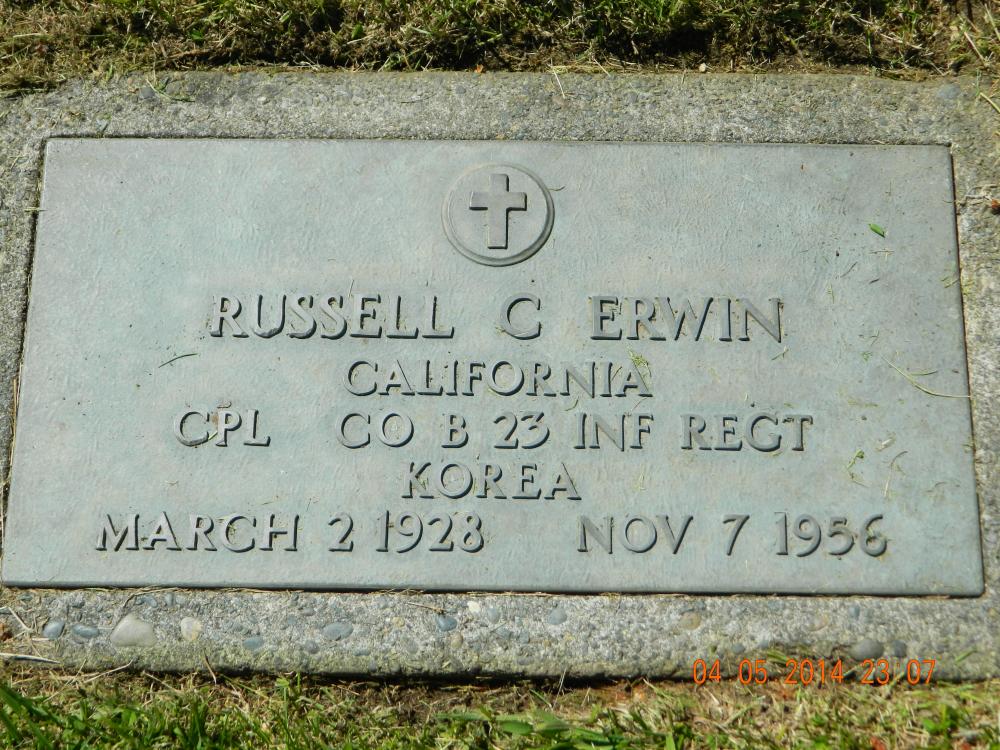 RUSSELL C ERWIN
CALIFORNIA
CPL CO B 23 INF REGT
KOREA
MARCH 2 1928 NOV 7 1956
04 05 2014 23 07